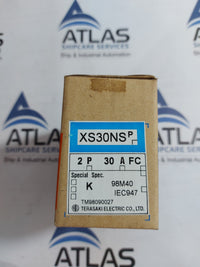 ATLAS
SHIPCARE SERVICES
Ship & Industrial Automation
XS30NS P
2 P 30 A FC
Special Spec.
K 98M40
IEC947
TM98090027
TERASAKI ELECTRIC CO., LTD.
ATLAS
SHIPCARE SERVICES